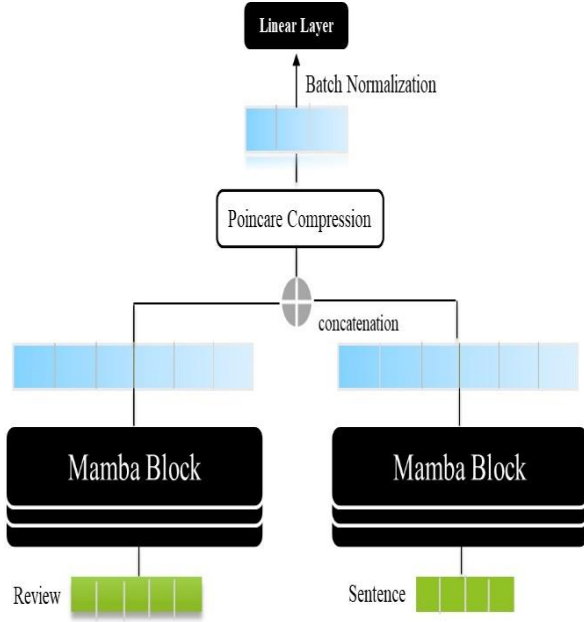 Linear Layer
Batch Normalization
Poincare Compression
concatenation
Mamba Block
Mamba Block
Review
Sentence